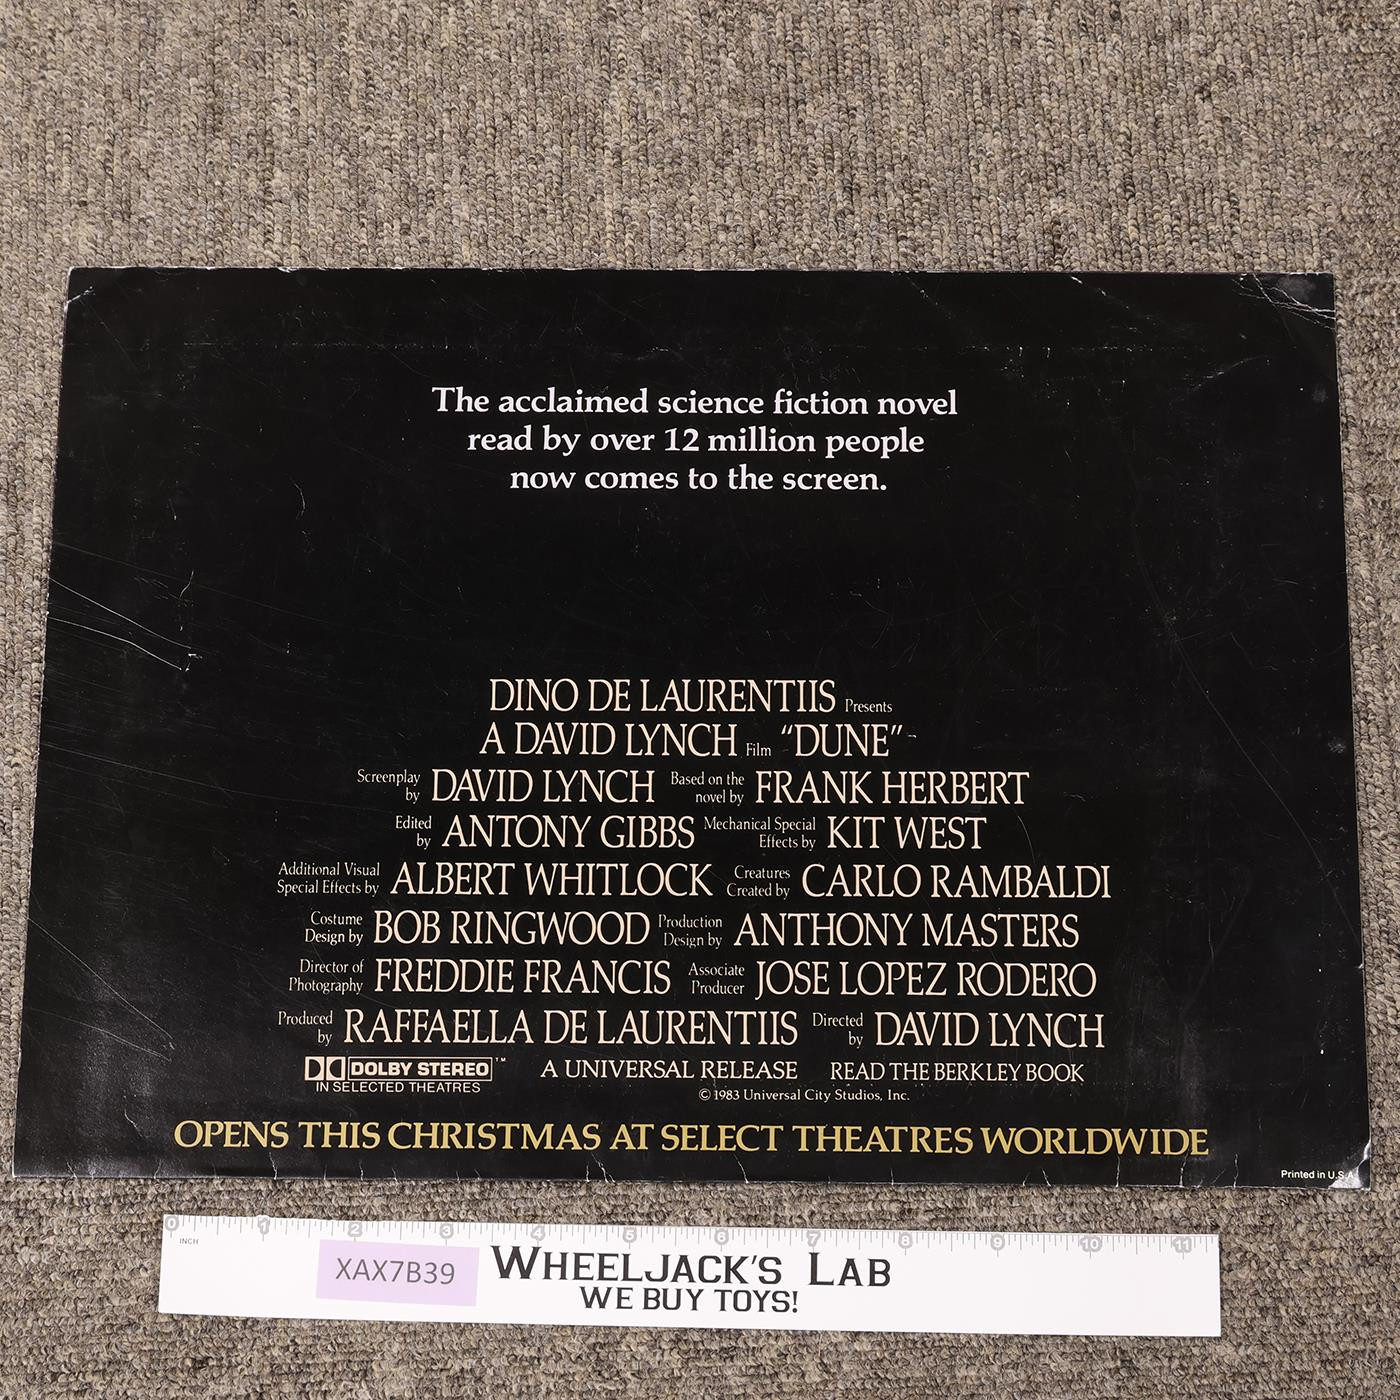 The acclaimed science fiction novel
read by over 12 million people
now comes to the screen.
DINO DE LAURENTIIS Presents
A DAVID LYNCH Film “DUNE”
Screenplay by DAVID LYNCH Based on the novel by FRANK HERBERT
Edited by ANTONY GIBBS Mechanical Special Effects by KIT WEST
Additional Visual Special Effects by ALBERT WHITLOCK Creatures Created by CARLO RAMBALDI
Costume Design by BOB RINGWOOD Production Design by ANTHONY MASTERS
Director of Photography FREDDIE FRANCIS Associate Producer JOSE LOPEZ RODERO
Produced by RAFFAELLA DE LAURENTIIS Directed by DAVID LYNCH
DOLBY STEREO™ A UNIVERSAL RELEASE READ THE BERKLEY BOOK
IN SELECTED THEATRES
© 1983 Universal City Studios, Inc.
OPENS THIS CHRISTMAS AT SELECT THEATRES WORLDWIDE
Printed in U.S.A
0 1 2 3 4 5 6 7 8 9 10 11
INCH
XAX7B39 WHEELJACK'S LAB
WE BUY TOYS!